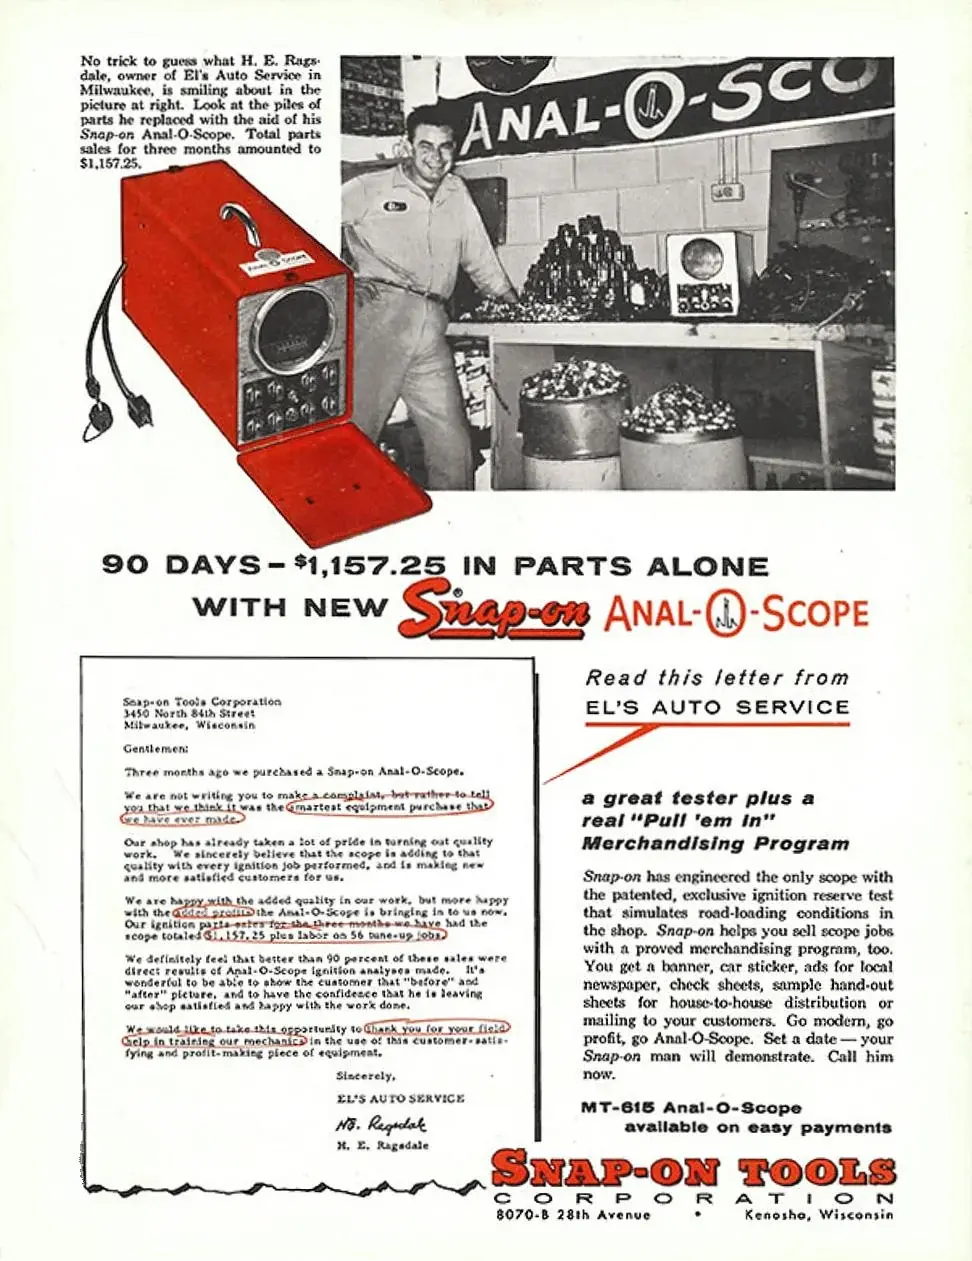 No trick to guess what H. E. Rags-
dale, owner of El's Auto Service in
Milwaukee, is smiling about in the
picture at right. Look at the piles of
parts he replaced with the aid of his
Snap-on Anal-O-Scope. Total parts
sales for three months amounted to
$1,157.25.
ANAL-O-SCO
ANAL-O-SCOPE
90 DAYS – $1,157.25 IN PARTS ALONE
WITH NEW Snap-on® ANAL-O-SCOPE
Snap-on Tools Corporation
3450 North 84th Street
Milwaukee, Wisconsin
Gentlemen:
Three months ago we purchased a Snap-on Anal-O-Scope.
We are not writing you to make a complaint, but rather to tell
you that we think it was the smartest equipment purchase that
we have ever made.
Our shop has already taken a lot of pride in turning out quality
work. We sincerely believe that the scope is adding to that
quality with every ignition job performed, and is making new
and more satisfied customers for us.
We are happy with the added quality in our work, but more happy
with the added profits the Anal-O-Scope is bringing in to us now.
Our ignition parts sales for the three months we have had the
scope totaled $1,157.25 plus labor on 56 tune-up jobs.
We definitely feel that better than 90 percent of these sales were
direct results of Anal-O-Scope ignition analyses made. It's
wonderful to be able to show the customer that "before" and
"after" picture, and to have the confidence that he is leaving
our shop satisfied and happy with the work done.
We would like to take this opportunity to thank you for your field
help in training our mechanics in the use of this customer-satis-
fying and profit-making piece of equipment.
Sincerely,
EL'S AUTO SERVICE
H.E. Ragsdale
H. E. Ragsdale
Read this letter from
EL'S AUTO SERVICE
a great tester plus a
real "Pull 'em In"
Merchandising Program
Snap-on has engineered the only scope with
the patented, exclusive ignition reserve test
that simulates road-loading conditions in
the shop. Snap-on helps you sell scope jobs
with a proved merchandising program, too.
You get a banner, car sticker, ads for local
newspaper, check sheets, sample hand-out
sheets for house-to-house distribution or
mailing to your customers. Go modern, go
profit, go Anal-O-Scope. Set a date — your
Snap-on man will demonstrate. Call him
now.
MT-615 Anal-O-Scope
available on easy payments
SNAP-ON TOOLS
CORPORATION
8070-B 28th Avenue • Kenosha, Wisconsin